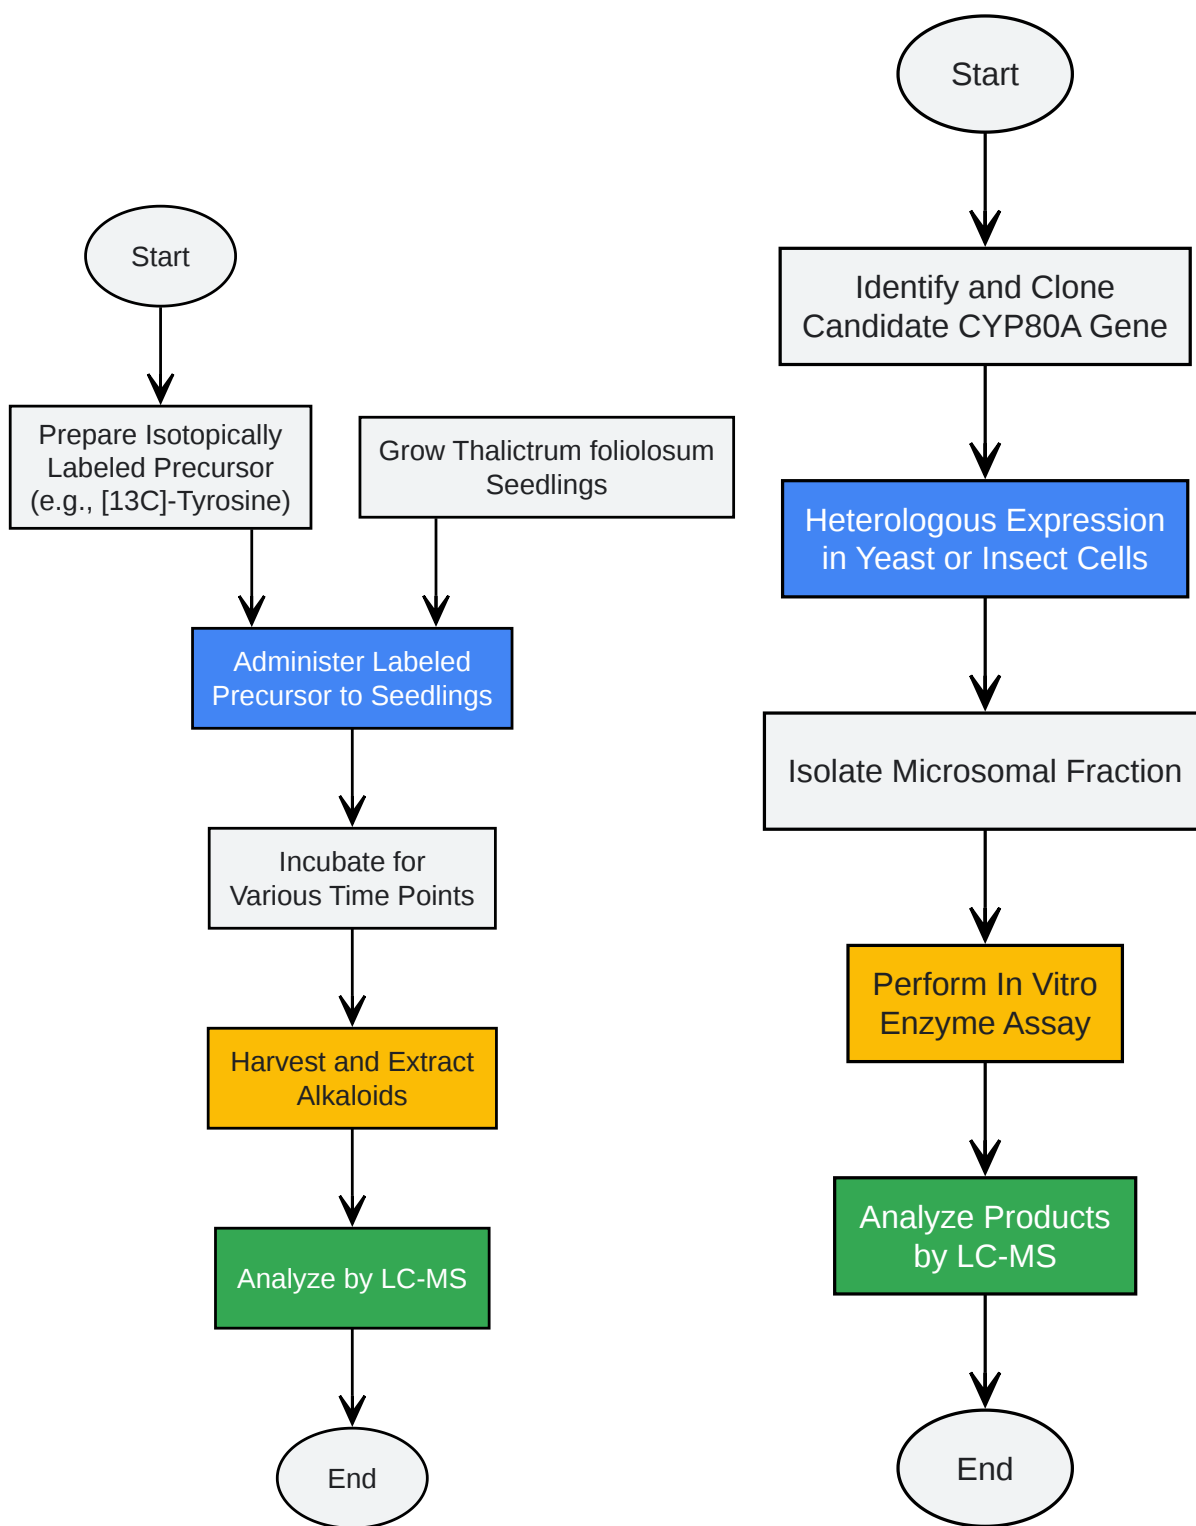 Start
Prepare Isotopically
Labeled Precursor
(e.g., [13C]-Tyrosine)
Grow Thalictrum foliolosum
Seedlings
Administer Labeled
Precursor to Seedlings
Incubate for
Various Time Points
Harvest and Extract
Alkaloids
Analyze by LC-MS
End
Start
Identify and Clone
Candidate CYP80A Gene
Heterologous Expression
in Yeast or Insect Cells
Isolate Microsomal Fraction
Perform In Vitro
Enzyme Assay
Analyze Products
by LC-MS
End